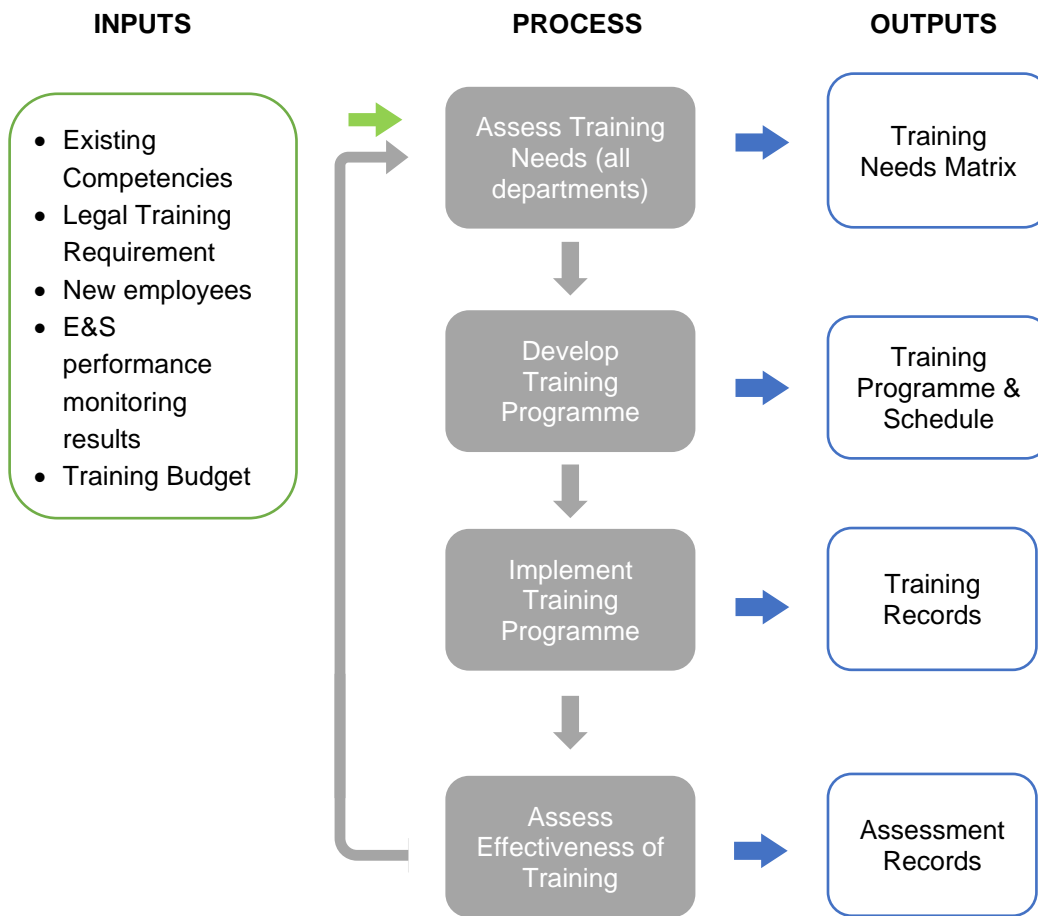 INPUTS
PROCESS
OUTPUTS
• Existing
Competencies
• Legal Training
Requirement
• New employees
• E&S
performance
monitoring
results
• Training Budget
Assess Training
Needs (all
departments)
Training
Needs Matrix
Develop
Training
Programme
Training
Programme &
Schedule
Implement
Training
Programme
Training
Records
Assess
Effectiveness of
Training
Assessment
Records